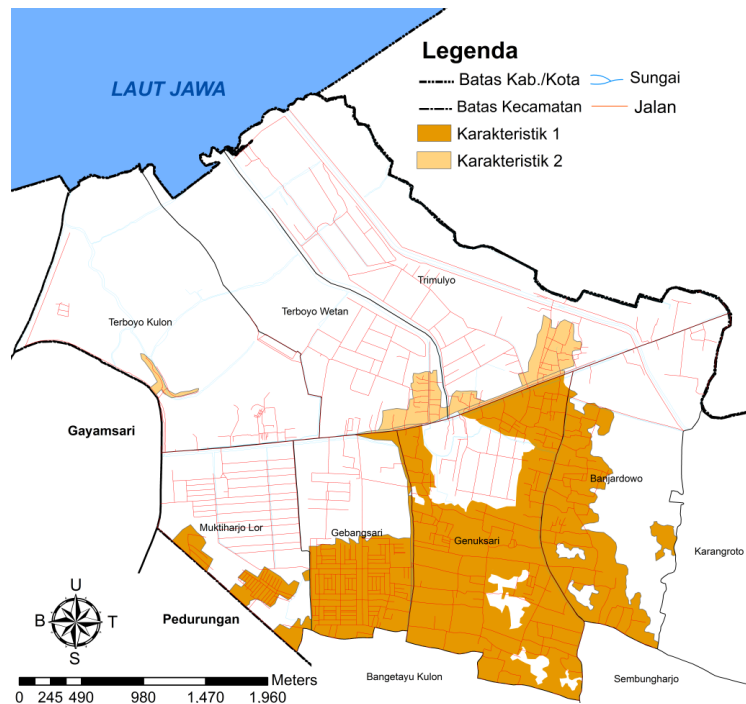 LAUT JAWA
Legenda
Batas Kab./Kota
Sungai
Batas Kecamatan
Jalan
Karakteristik 1
Karakteristik 2
Trimulyo
Terboyo Wetan
Terboyo Kulon
Gayamsari
Banjardowo
Muktiharjo Lor
Gebangsari
Genuksari
Karangroto
U
B T
S
Pedurungan
Bangetayu Kulon
Sembungharjo
Meters
0 245 490 980 1,470 1.960